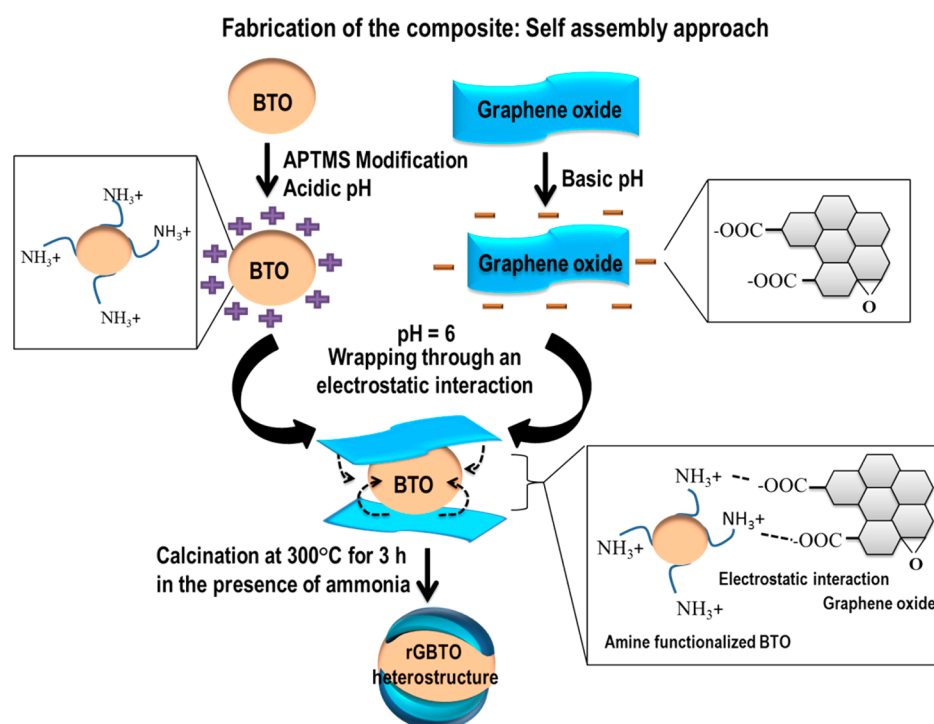 Fabrication of the composite: Self assembly approach
BTO
Graphene oxide
APTMS Modification
Acidic pH
Basic pH
NH₃+
NH₃+
NH₃+
NH₃+
BTO
Graphene oxide
-OOC
-OOC
O
pH = 6
Wrapping through an
electrostatic interaction
BTO
NH₃+
NH₃+
NH₃+
NH₃+
-OOC
-OOC
O
Electrostatic interaction
Graphene oxide
Amine functionalized BTO
Calcination at 300°C for 3 h
in the presence of ammonia
rGBTO
heterostructure